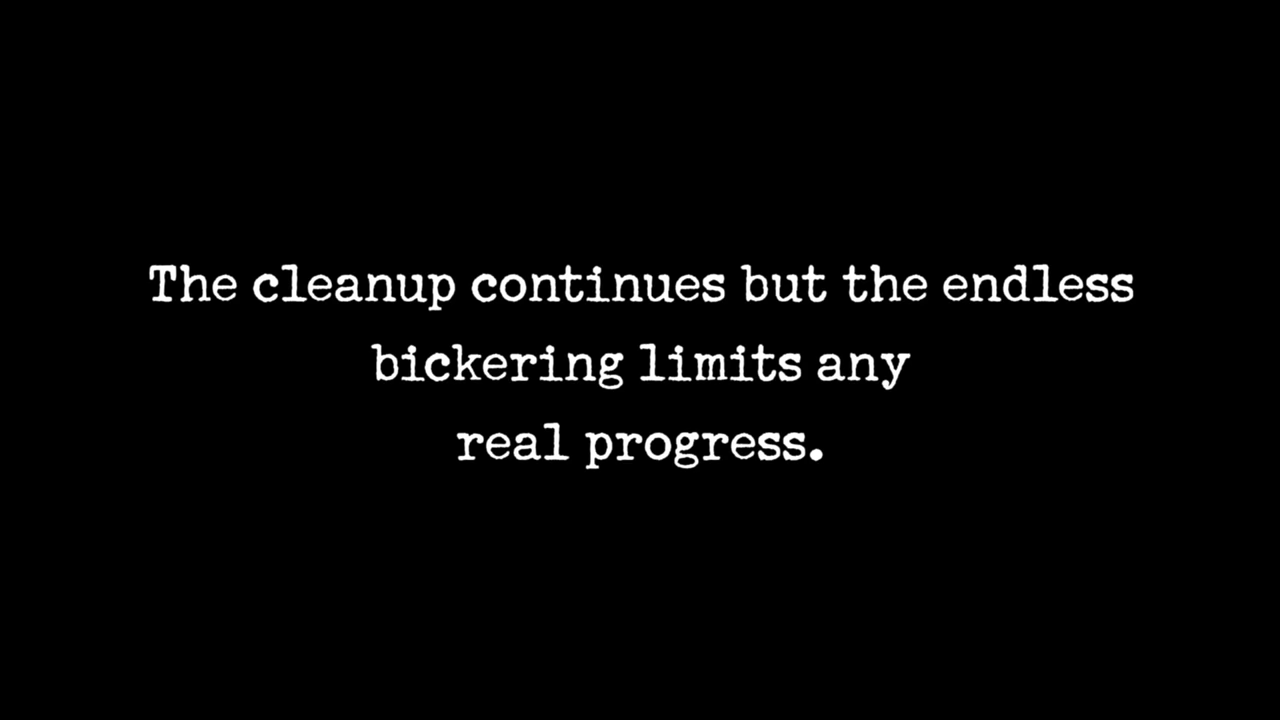 The cleanup continues but the endless
bickering limits any
real progress.